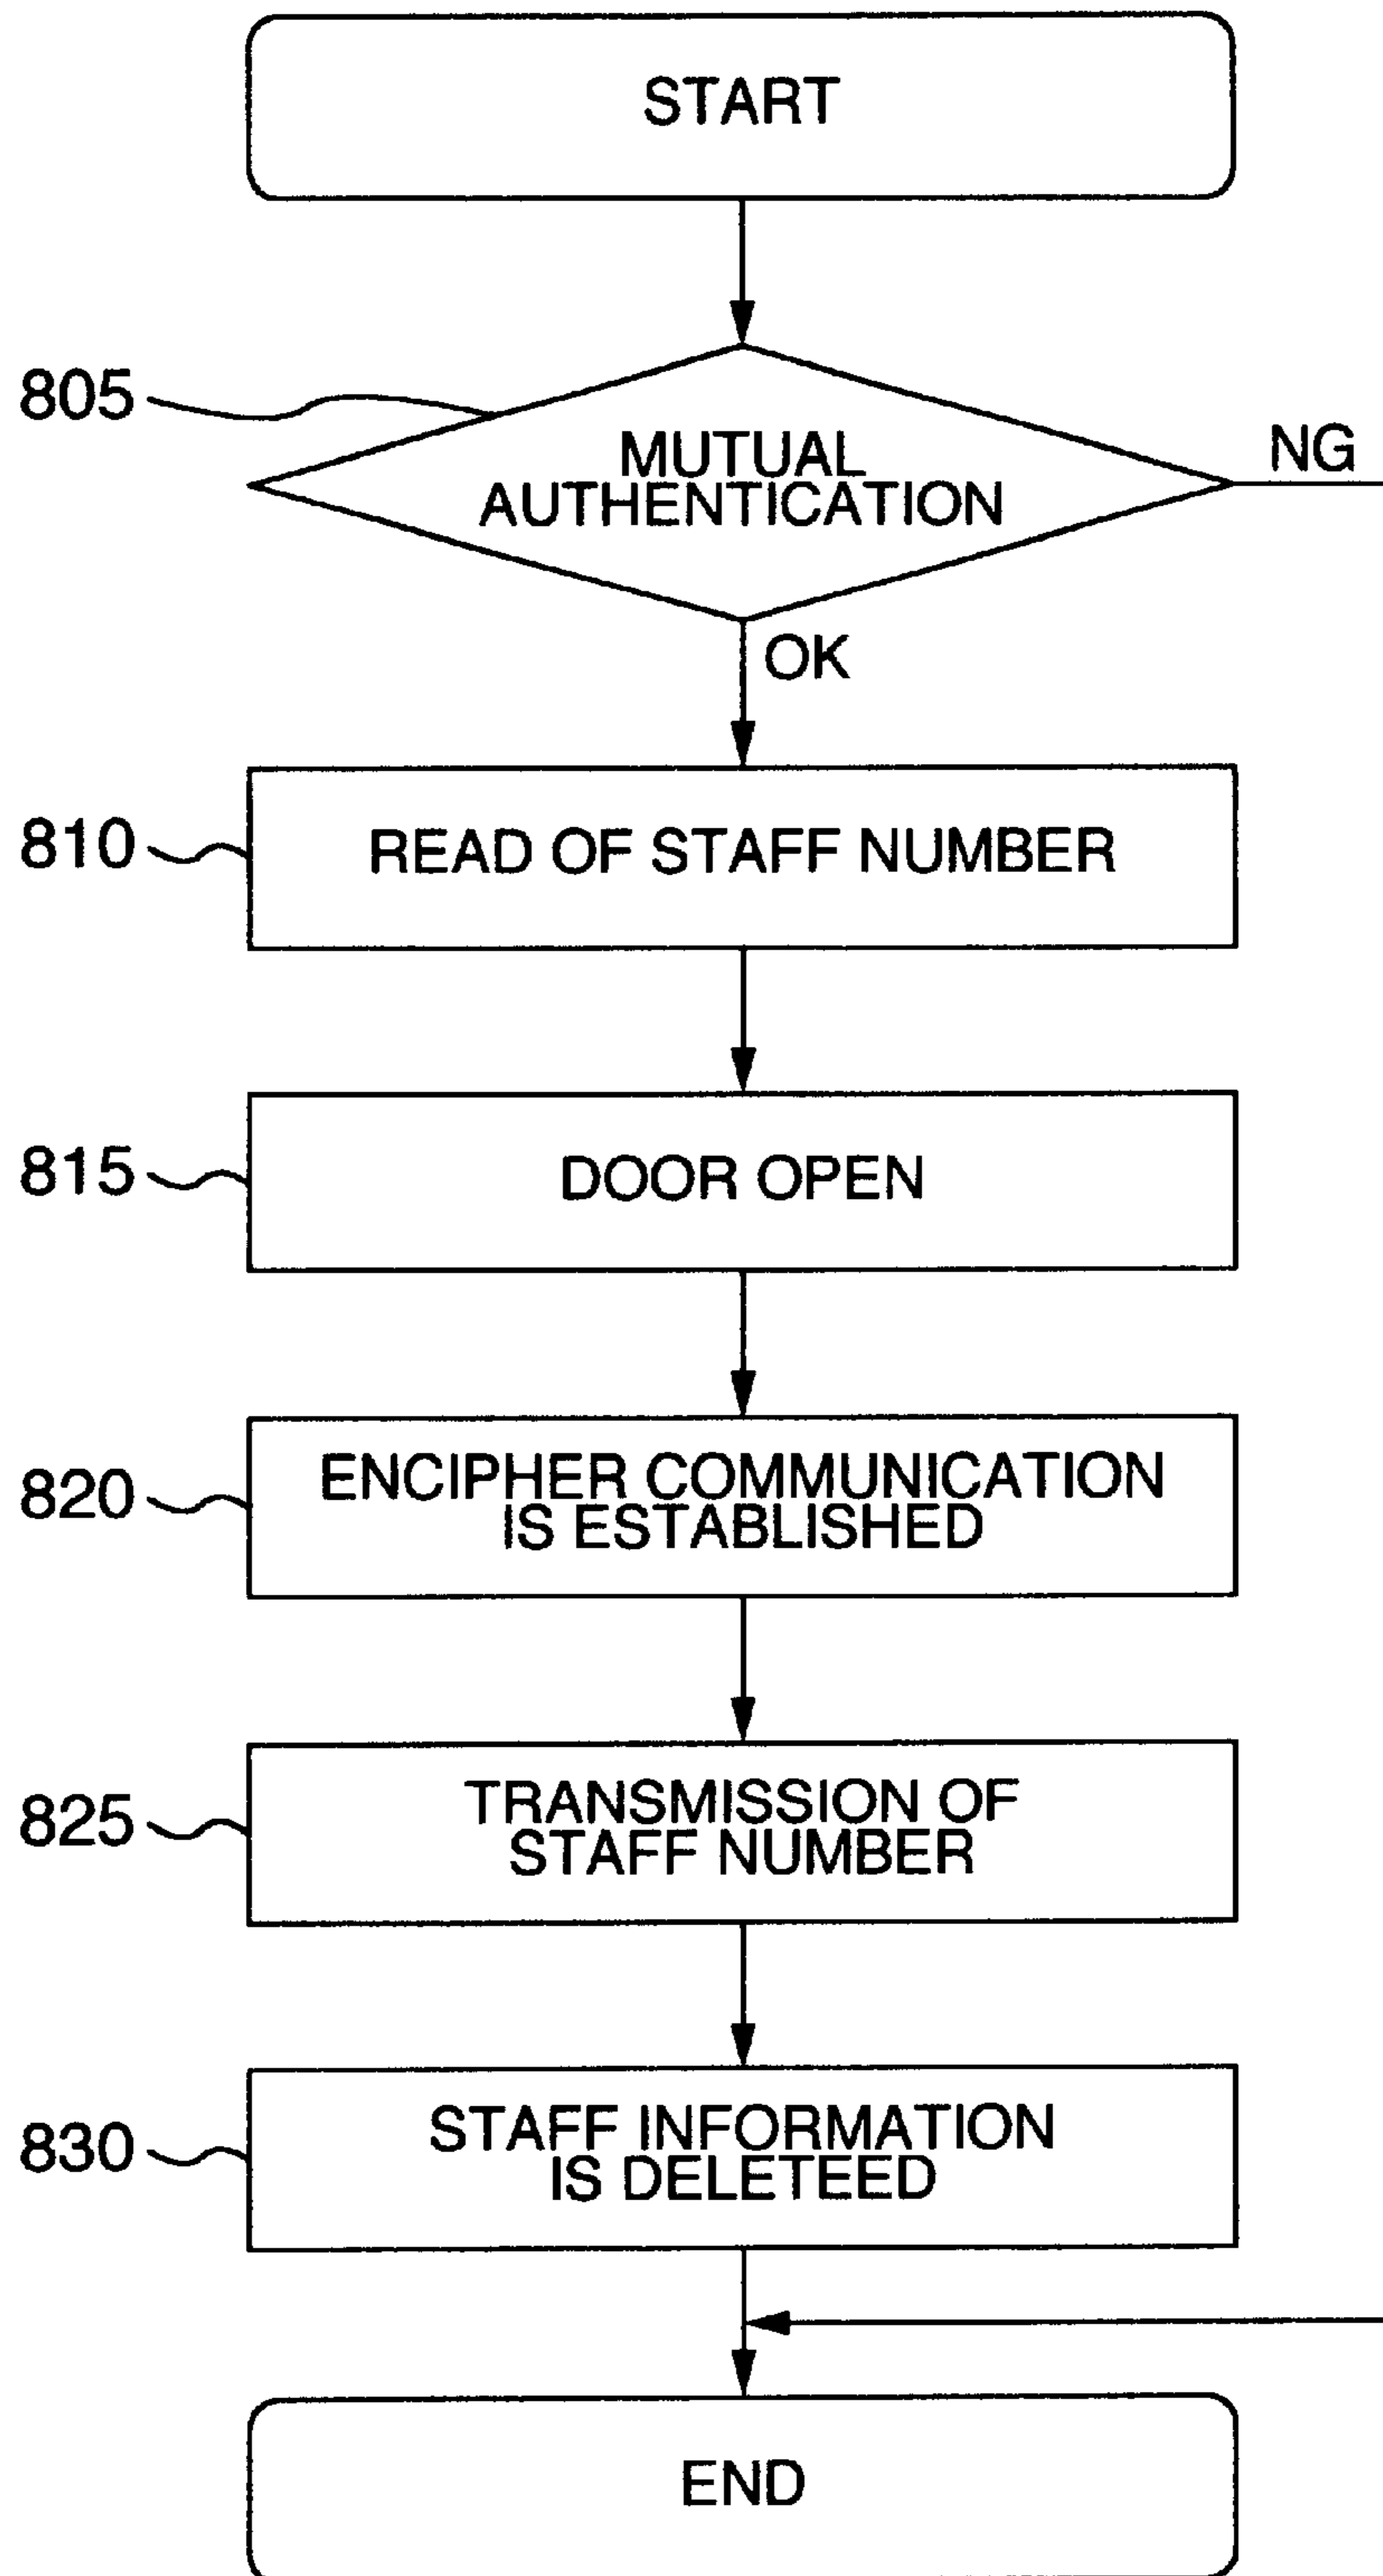 START
805
MUTUAL
AUTHENTICATION
NG
OK
810
READ OF STAFF NUMBER
815
DOOR OPEN
820
ENCIPHER COMMUNICATION
IS ESTABLISHED
825
TRANSMISSION OF
STAFF NUMBER
830
STAFF INFORMATION
IS DELETEED
END